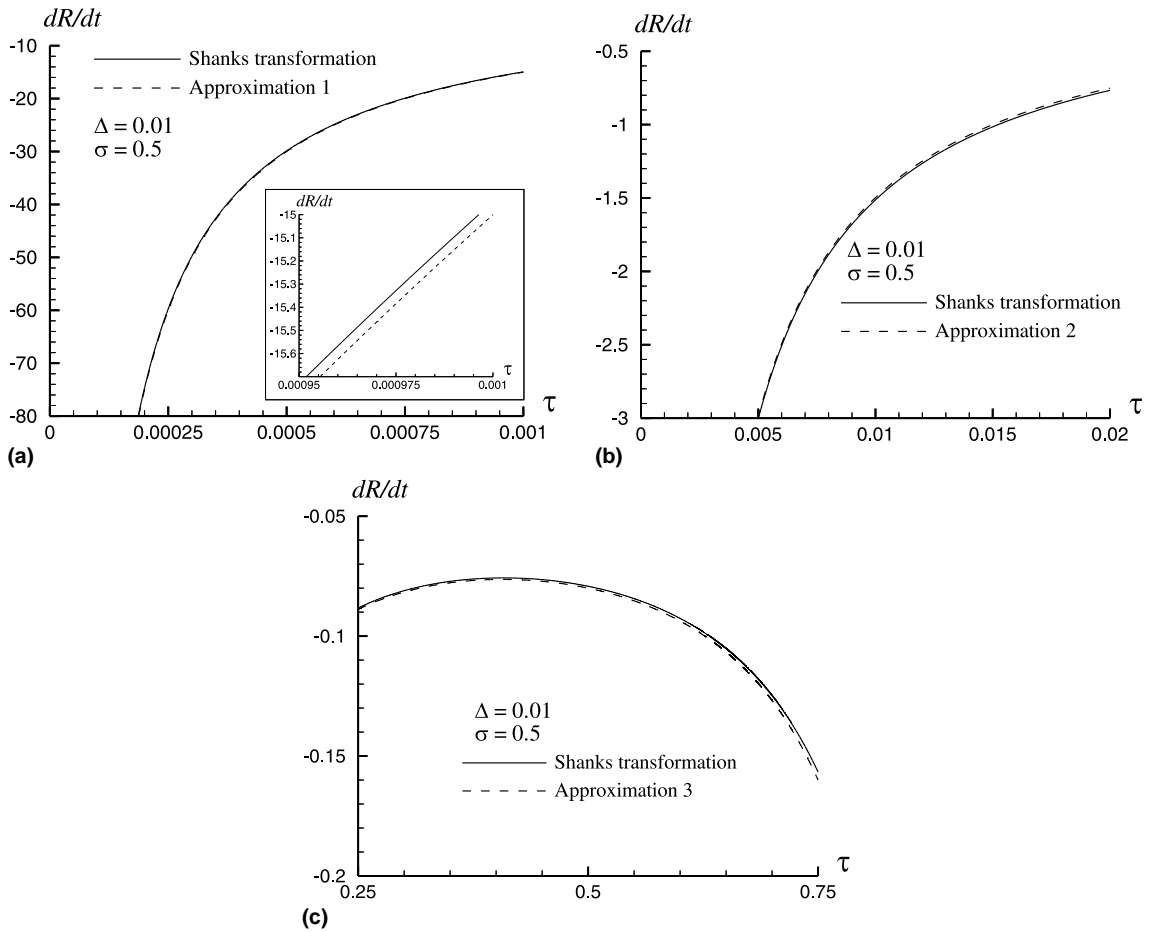 dR/dt
-10
-20
-30
-40
-50
-60
-70
-80
Shanks transformation
Approximation 1
Δ = 0.01
σ = 0.5
dR/dt
-15
-15.1
-15.2
-15.3
-15.4
-15.5
-15.6
τ
0.00095
0.000975
0.001
0
0.00025
0.0005
0.00075
0.001
τ
(a)
dR/dt
-0.5
-1
-1.5
-2
-2.5
-3
Δ = 0.01
σ = 0.5
Shanks transformation
Approximation 2
0
0.005
0.01
0.015
0.02
τ
(b)
dR/dt
-0.05
-0.1
-0.15
-0.2
Δ = 0.01
σ = 0.5
Shanks transformation
Approximation 3
0.25
0.5
0.75
τ
(c)